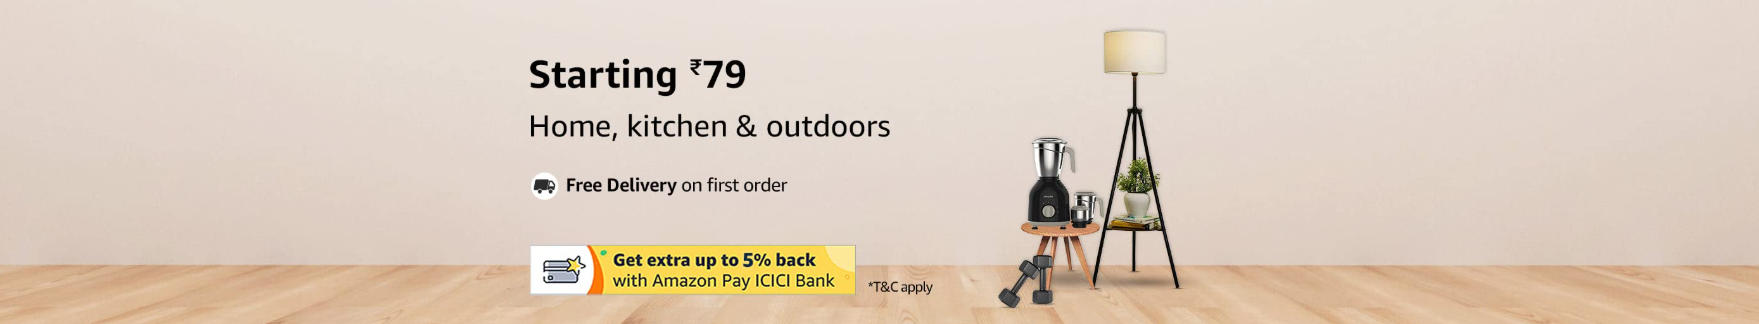 Starting ₹79
Home, kitchen & outdoors
Free Delivery on first order
Get extra up to 5% back
with Amazon Pay ICICI Bank
*T&C apply